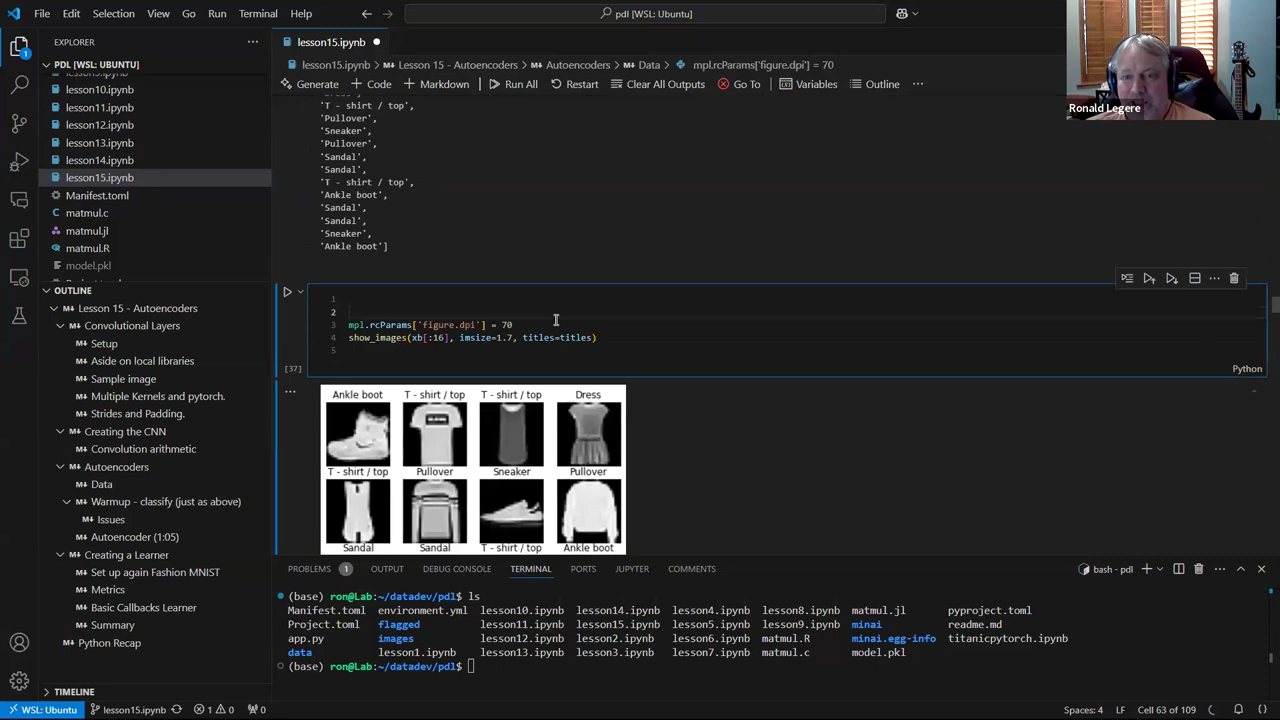 File Edit Selection View Go Run Terminal Help
pdl [WSL: Ubuntu]
Ronald Legere
EXPLORER
PDL [WSL: UBUNTU]
lesson10.ipynb
lesson11.ipynb
lesson12.ipynb
lesson13.ipynb
lesson14.ipynb
lesson15.ipynb
Manifest.toml
matmul.c
matmul.jl
matmul.R
model.pkl
OUTLINE
Lesson 15 - Autoencoders
Convolutional Layers
Setup
Aside on local libraries
Sample image
Multiple Kernels and pytorch.
Strides and Padding.
Creating the CNN
Convolution arithmetic
Autoencoders
Data
Warmup - classify (just as above)
Issues
Autoencoder (1:05)
Creating a Learner
Set up again Fashion MNIST
Metrics
Basic Callbacks Learner
Summary
Python Recap
TIMELINE
lesson15.ipynb
lesson15.ipynb > Lesson 15 - Autoencoders > Autoencoders > Data > mpl.rcParams['figure.dpi'] = 70
Generate + Code + Markdown Run All Restart Clear All Outputs Go To Variables Outline ...
'T - shirt / top',
'Pullover',
'Sneaker',
'Pullover',
'Sandal',
'Sandal',
'T - shirt / top',
'Ankle boot',
'Sandal',
'Sandal',
'Sneaker',
'Ankle boot']
1
2
3 mpl.rcParams['figure.dpi'] = 70
4 show_images(xb[:16], imsize=1.7, titles=titles)
5
[37]
Python
Ankle boot T - shirt / top T - shirt / top Dress
T - shirt / top Pullover Sneaker Pullover
Sandal Sandal T - shirt / top Ankle boot
PROBLEMS 1 OUTPUT DEBUG CONSOLE TERMINAL PORTS JUPYTER COMMENTS
bash - pdl
(base) ron@Lab:~/datadev/pdl$ ls
Manifest.toml environment.yml lesson10.ipynb lesson14.ipynb lesson4.ipynb lesson8.ipynb matmul.jl pyproject.toml
Project.toml flagged lesson11.ipynb lesson15.ipynb lesson5.ipynb lesson9.ipynb minai readme.md
app.py images lesson12.ipynb lesson2.ipynb lesson6.ipynb matmul.R minai.egg-info titanicpytorch.ipynb
data lesson1.ipynb lesson13.ipynb lesson3.ipynb lesson7.ipynb matmul.c model.pkl
(base) ron@Lab:~/datadev/pdl$
WSL: Ubuntu lesson15.ipynb 1 0 0 Spaces: 4 LF Cell 63 of 109